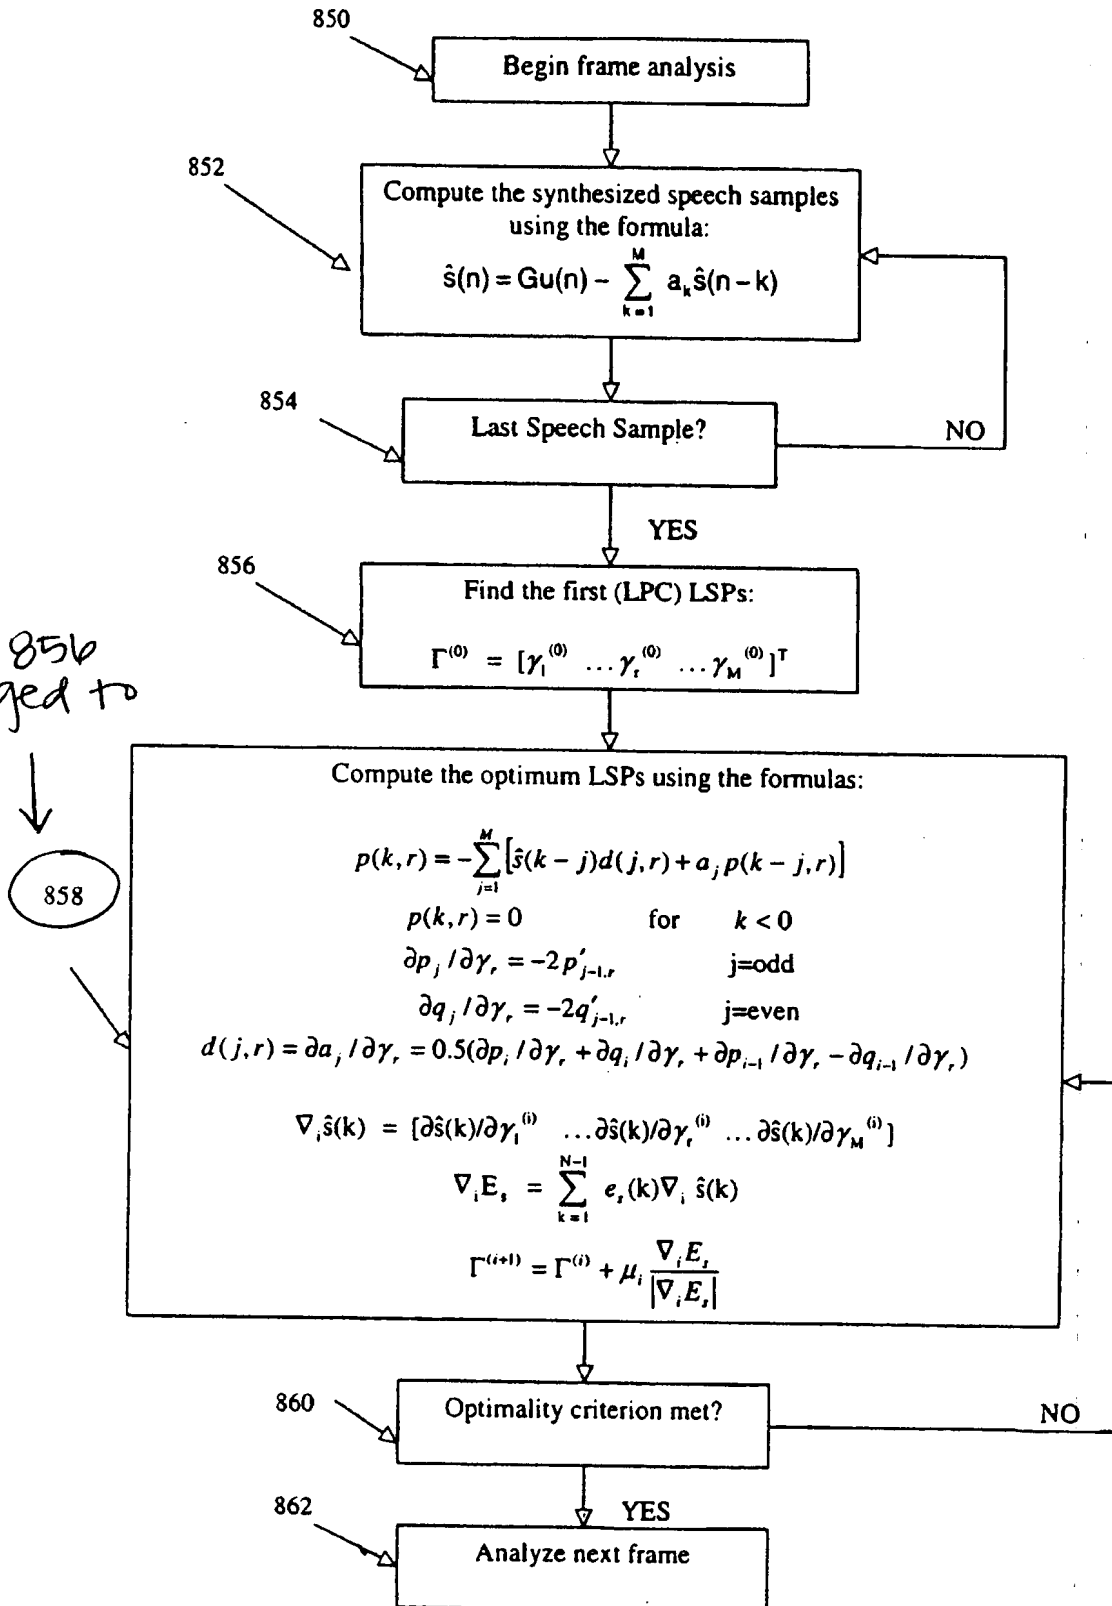 850
Begin frame analysis
852
Compute the synthesized speech samples
using the formula:
ŝ(n) = Gu(n) − ∑_{k=1}^{M} a_k ŝ(n−k)
854
Last Speech Sample?
NO
YES
856
Find the first (LPC) LSPs:
Γ^(0) = [γ_1^(0) ...γ_r^(0) ...γ_M^(0)]^T
856
ged to
Compute the optimum LSPs using the formulas:
p(k,r) = −∑_{j=1}^{M} [ŝ(k−j)d(j,r) + a_j p(k−j,r)]
858
p(k,r) = 0 for k < 0
∂p_j/∂γ_r = −2p′_{j−1,r} j=odd
∂q_j/∂γ_r = −2q′_{j−1,r} j=even
d(j,r) = ∂a_j/∂γ_r = 0.5(∂p_i/∂γ_r + ∂q_i/∂γ_r + ∂p_{i−1}/∂γ_r − ∂q_{i−1}/∂γ_r)
∇_i ŝ(k) = [∂ŝ(k)/∂γ_1^(i) ...∂ŝ(k)/∂γ_r^(i) ...∂ŝ(k)/∂γ_M^(i)]
∇_i E_s = ∑_{k=1}^{N−1} e_s(k)∇_i ŝ(k)
Γ^(i+1) = Γ^(i) + μ_i ∇_i E_s / |∇_i E_s|
860
Optimality criterion met?
NO
YES
862
Analyze next frame